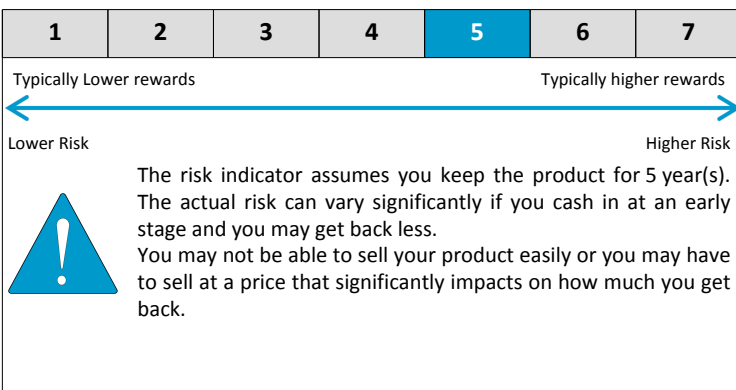 1 2 3 4 5 6 7
Typically Lower rewards Typically higher rewards
Lower Risk Higher Risk
The risk indicator assumes you keep the product for 5 year(s).
The actual risk can vary significantly if you cash in at an early
stage and you may get back less.
You may not be able to sell your product easily or you may have
to sell at a price that significantly impacts on how much you get
back.